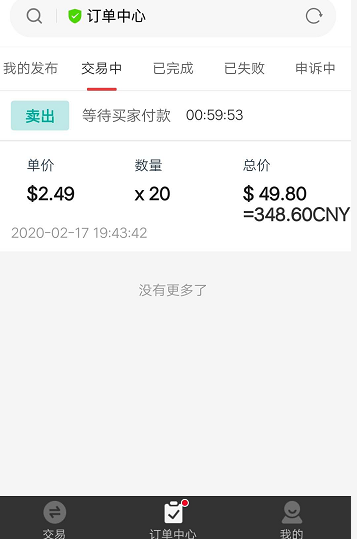 订单中心
我的发布 交易中 已完成 已失败 申诉中
卖出 等待买家付款 00:59:53
单价 数量 总价
$2.49 x 20 $ 49.80
=348.60CNY
2020-02-17 19:43:42
没有更多了
交易 订单中心 我的